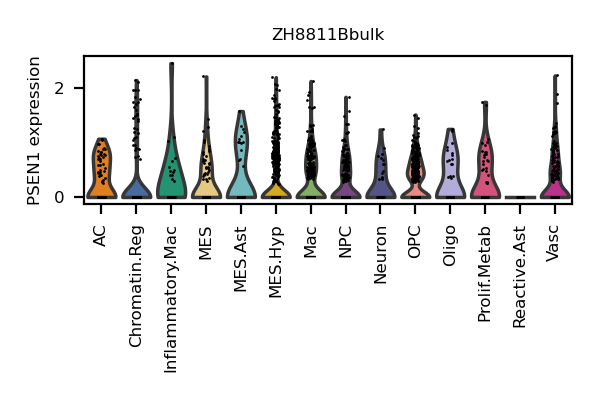 ZH8811Bbulk
PSEN1 expression
2
0
AC
Chromatin.Reg
Inflammatory.Mac
MES
MES.Ast
MES.Hyp
Mac
NPC
Neuron
OPC
Oligo
Prolif.Metab
Reactive.Ast
Vasc